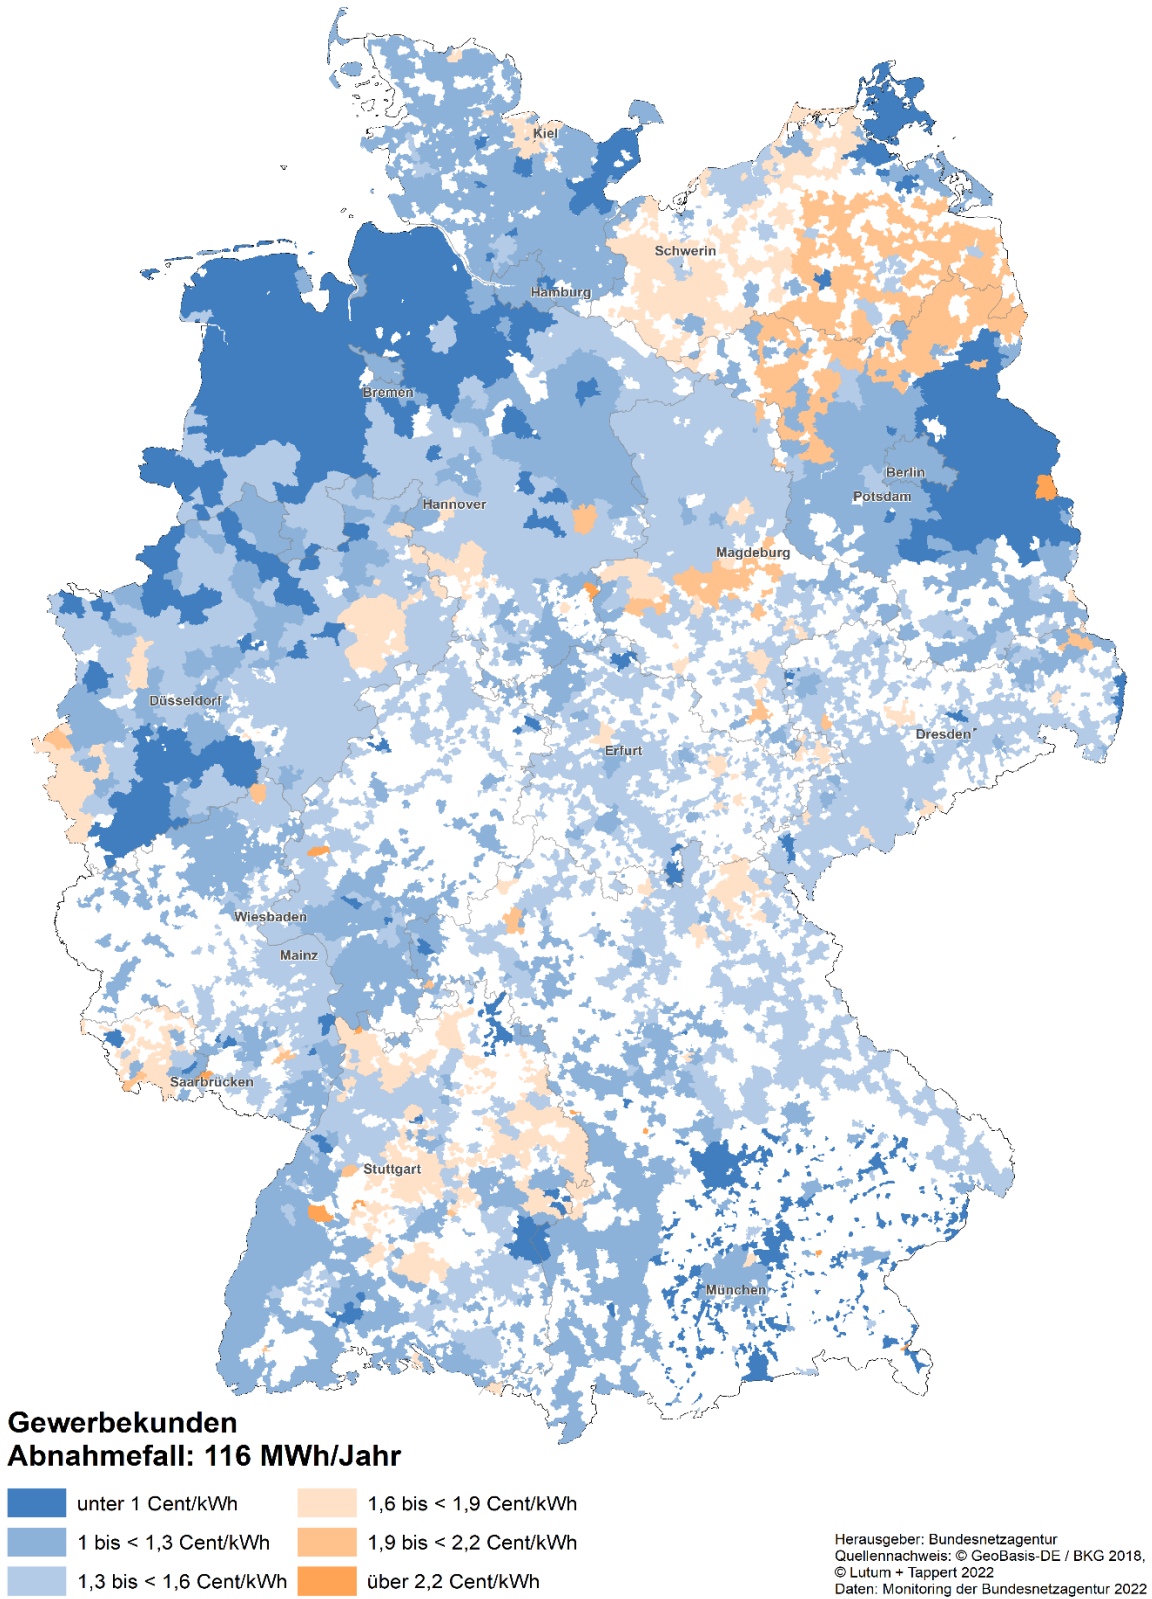 Kiel
Schwerin
Hamburg
Bremen
Berlin
Potsdam
Hannover
Magdeburg
Düsseldorf
Dresden
Erfurt
Wiesbaden
Mainz
Saarbrücken
Stuttgart
München
Gewerbekunden
Abnahmefall: 116 MWh/Jahr
unter 1 Cent/kWh
1 bis < 1,3 Cent/kWh
1,3 bis < 1,6 Cent/kWh
1,6 bis < 1,9 Cent/kWh
1,9 bis < 2,2 Cent/kWh
über 2,2 Cent/kWh
Herausgeber: Bundesnetzagentur
Quellennachweis: © GeoBasis-DE / BKG 2018,
© Lutum + Tappert 2022
Daten: Monitoring der Bundesnetzagentur 2022